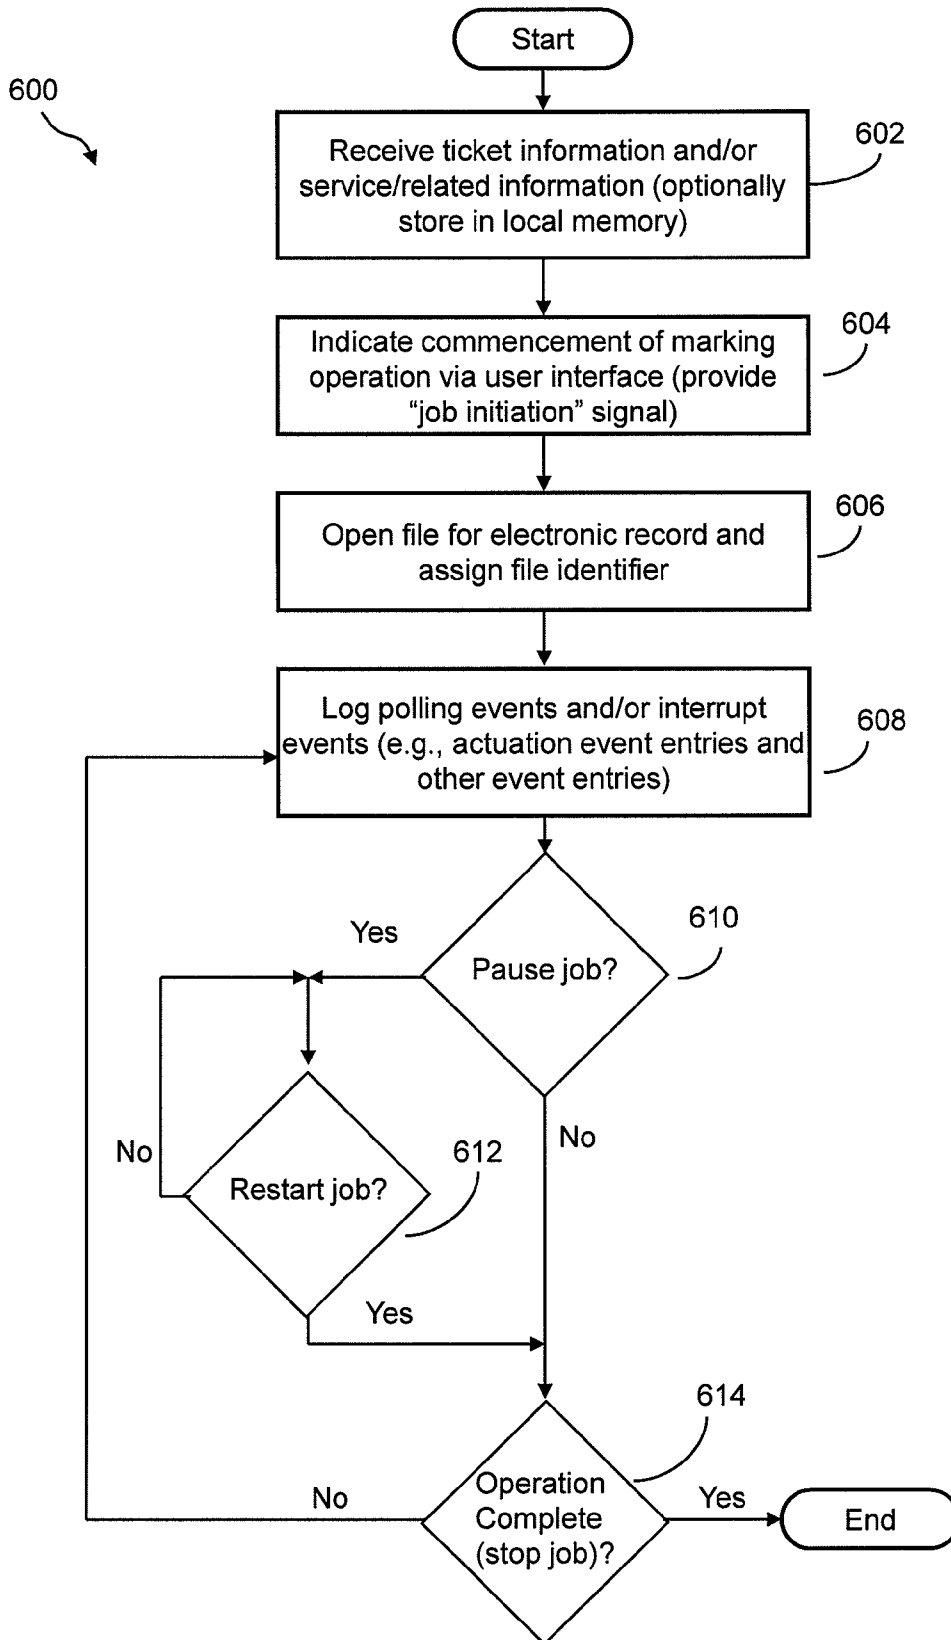 Start
600
Receive ticket information and/or
service/related information (optionally
store in local memory)
602
Indicate commencement of marking
operation via user interface (provide
“job initiation” signal)
604
Open file for electronic record and
assign file identifier
606
Log polling events and/or interrupt
events (e.g., actuation event entries and
other event entries)
608
Pause job?
610
Yes
No
Restart job?
612
No
Yes
Operation
Complete
(stop job)?
614
No
Yes
End